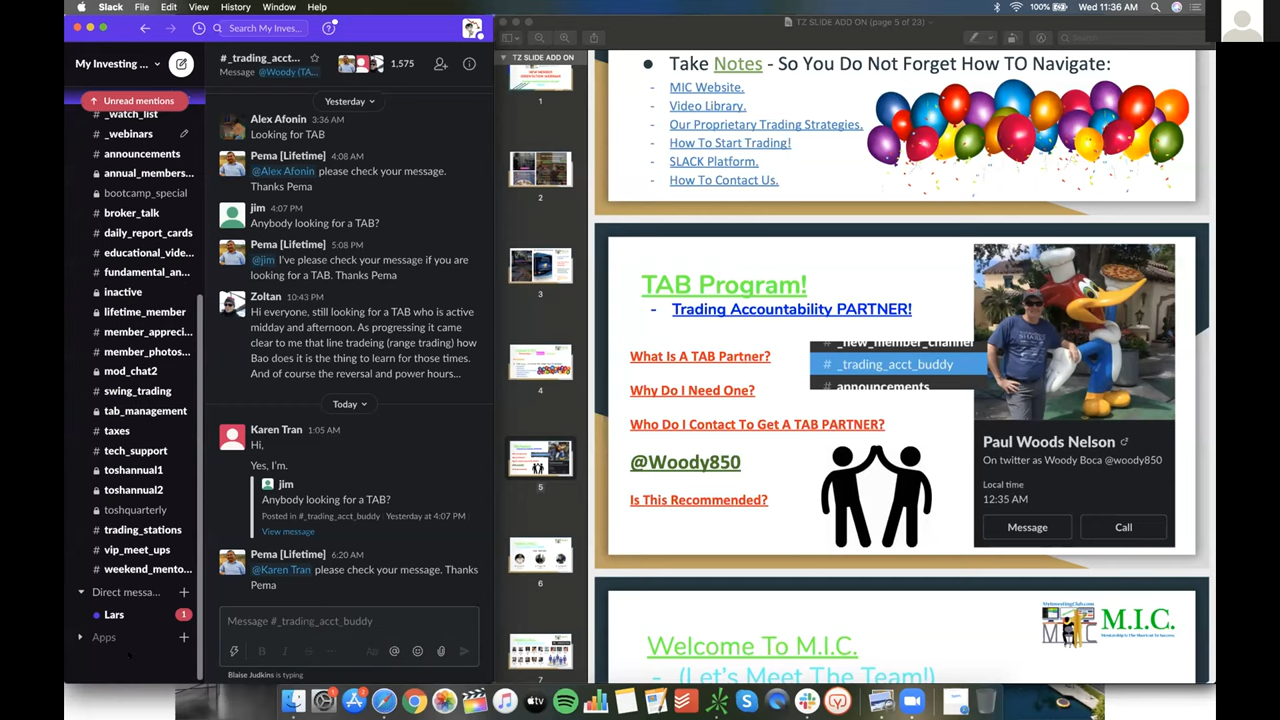 Slack File Edit View History Window Help
100% Wed 11:36 AM
Search My Inves...
TZ SLIDE ADD ON (page 5 of 23)
Search
My Investing ...
Unread mentions
_watch_list
_webinars
# announcements
annual_members...
bootcamp_special
# broker_talk
# daily_report_cards
# educational_vide...
# fundamental_an...
inactive
lifetime_member
# member_appreci...
# member_photos...
mod_chat2
# swing_trading
# tab_management
# taxes
# tech_support
toshannual1
toshannual2
toshquarterly
# trading_stations
# vip_meet_ups
# weekend_mento...
Direct messa...
Lars 1
Apps
#_trading_acct...
Message @Woody (TA...
1,575
Yesterday
Alex Afonin 3:36 AM
Looking for TAB
Pema [Lifetime] 4:08 AM
@Alex Afonin please check your message.
Thanks Pema
jim 4:07 PM
Anybody looking for a TAB?
Pema [Lifetime] 5:08 PM
@jim I've please check your message if you are
looking for a TAB. Thanks Pema
Zoltan 10:43 PM
Hi everyone, still looking for a TAB who is active
midday and afternoon. As progressing it came
clear to me that line tradeing (range trading) how
Bao does it is the thing to learn for those times.
And of course the reversal and power hours...
Today
Karen Tran 1:05 AM
Hi,
Yes, I'm.
jim
Anybody looking for a TAB?
Posted in #_trading_acct_buddy Yesterday at 4:07 PM
View message
Pema [Lifetime] 6:20 AM
@Karen Tran please check your message. Thanks
Pema
Message #_trading_acct_buddy
Blaise Judkins is typing
TZ SLIDE ADD ON
1
2
3
4
5
6
7
Take Notes - So You Do Not Forget How TO Navigate:
- MIC Website.
- Video Library.
- Our Proprietary Trading Strategies.
- How To Start Trading!
- SLACK Platform.
- How To Contact Us.
TAB Program!
- Trading Accountability PARTNER!
What Is A TAB Partner?
Why Do I Need One?
Who Do I Contact To Get A TAB PARTNER?
@Woody850
Is This Recommended?
_new_member_channel
# _trading_acct_buddy
# announcements
Paul Woods Nelson
On twitter as Woody Boca @woody850
Local time
12:35 AM
Message Call
Welcome To M.I.C.
- (Let's Meet The Team!)
M.I.C.